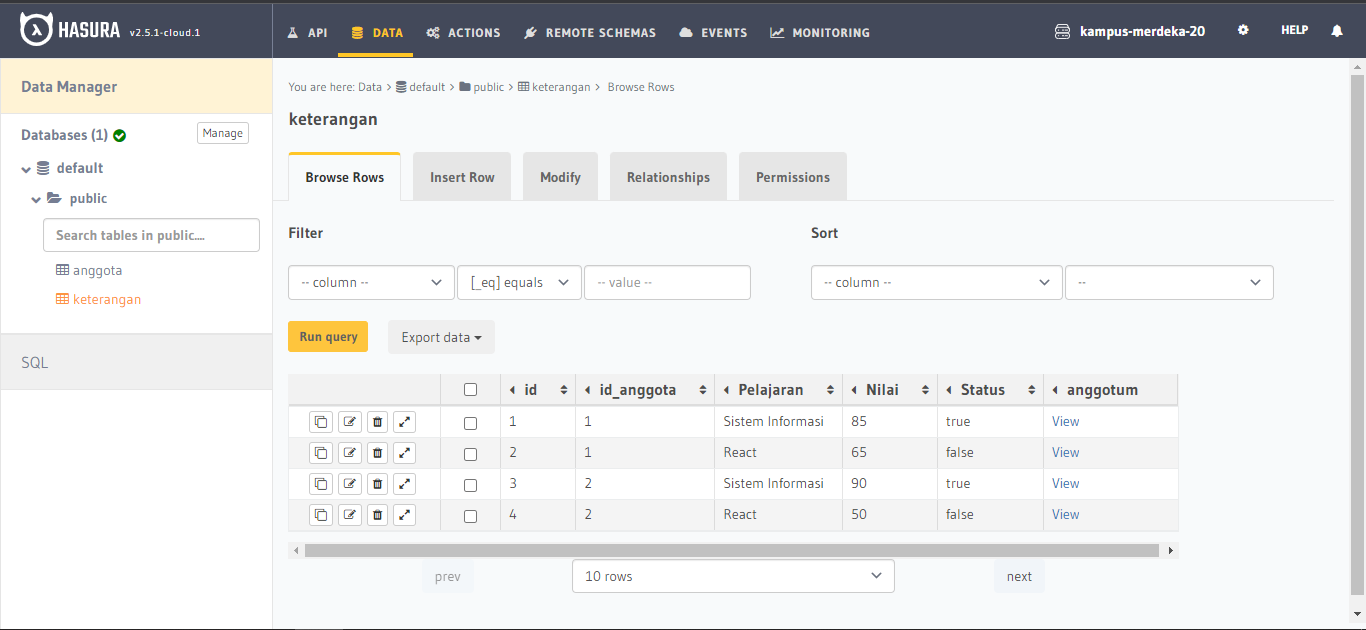 HASURA v2.5.1-cloud.1 API DATA ACTIONS REMOTE SCHEMAS EVENTS MONITORING kampus-merdeka-20 HELP
Data Manager
Databases (1) Manage
default
public
Search tables in public....
anggota
keterangan
SQL
You are here: Data > default > public > keterangan > Browse Rows
keterangan
Browse Rows Insert Row Modify Relationships Permissions
Filter Sort
-- column -- [_eq] equals -- value -- -- column -- --
Run query Export data
id id_anggota Pelajaran Nilai Status anggotum
1 1 Sistem Informasi 85 true View
2 1 React 65 false View
3 2 Sistem Informasi 90 true View
4 2 React 50 false View
prev 10 rows next